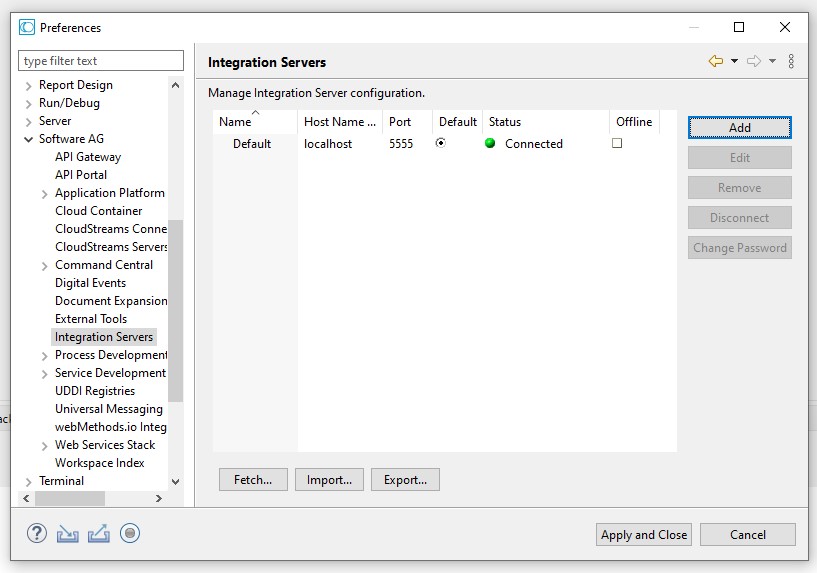 Preferences
type filter text
Report Design
Run/Debug
Server
Software AG
API Gateway
API Portal
Application Platform
Cloud Container
CloudStreams Conne
CloudStreams Servers
Command Central
Digital Events
Document Expansion
External Tools
Integration Servers
Process Development
Service Development
UDDI Registries
Universal Messaging
webMethods.io Integ
Web Services Stack
Workspace Index
Terminal
Integration Servers
Manage Integration Server configuration.
Name Host Name ... Port Default Status Offline
Default localhost 5555 Connected
Add
Edit
Remove
Disconnect
Change Password
Fetch... Import... Export...
Apply and Close Cancel